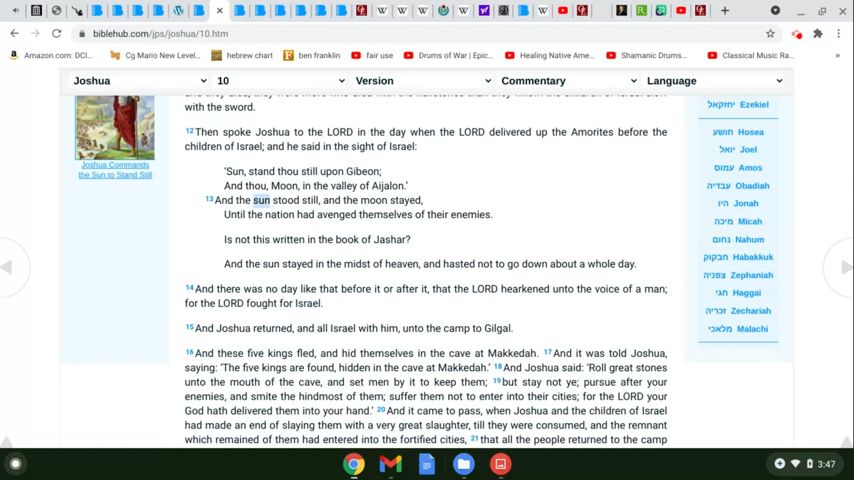 biblehub.com/jps/joshua/10.htm
Amazon.com: DCI...
Cg Mario New Level...
hebrew chart
ben franklin
fair use
Drums of War | Epic...
Healing Native Ame...
Shamanic Drums...
Classical Music Ra...
»
Joshua
10
Version
Commentary
Language
with the sword.
12 Then spoke Joshua to the LORD in the day when the LORD delivered up the Amorites before the
children of Israel; and he said in the sight of Israel:
'Sun, stand thou still upon Gibeon;
And thou, Moon, in the valley of Aijalon.'
13 And the sun stood still, and the moon stayed,
Until the nation had avenged themselves of their enemies.
Is not this written in the book of Jashar?
And the sun stayed in the midst of heaven, and hasted not to go down about a whole day.
14 And there was no day like that before it or after it, that the LORD hearkened unto the voice of a man;
for the LORD fought for Israel.
15 And Joshua returned, and all Israel with him, unto the camp to Gilgal.
16 And these five kings fled, and hid themselves in the cave at Makkedah. 17 And it was told Joshua,
saying: 'The five kings are found, hidden in the cave at Makkedah.' 18 And Joshua said: 'Roll great stones
unto the mouth of the cave, and set men by it to keep them; 19 but stay not ye; pursue after your
enemies, and smite the hindmost of them; suffer them not to enter into their cities; for the LORD your
God hath delivered them into your hand.' 20 And it came to pass, when Joshua and the children of Israel
had made an end of slaying them with a very great slaughter, till they were consumed, and the remnant
which remained of them had entered into the fortified cities, 21 that all the people returned to the camp
Joshua Commands
the Sun to Stand Still
יחזקאל Ezekiel
הושע Hosea
יואל Joel
עמוס Amos
עבדיה Obadiah
Jonah
מיכה Micah
נחום Nahum
חבקוק Habakkuk
צפניה Zephaniah
חגי Haggai
זכריה Zechariah
מלאכי Malachi
3:47